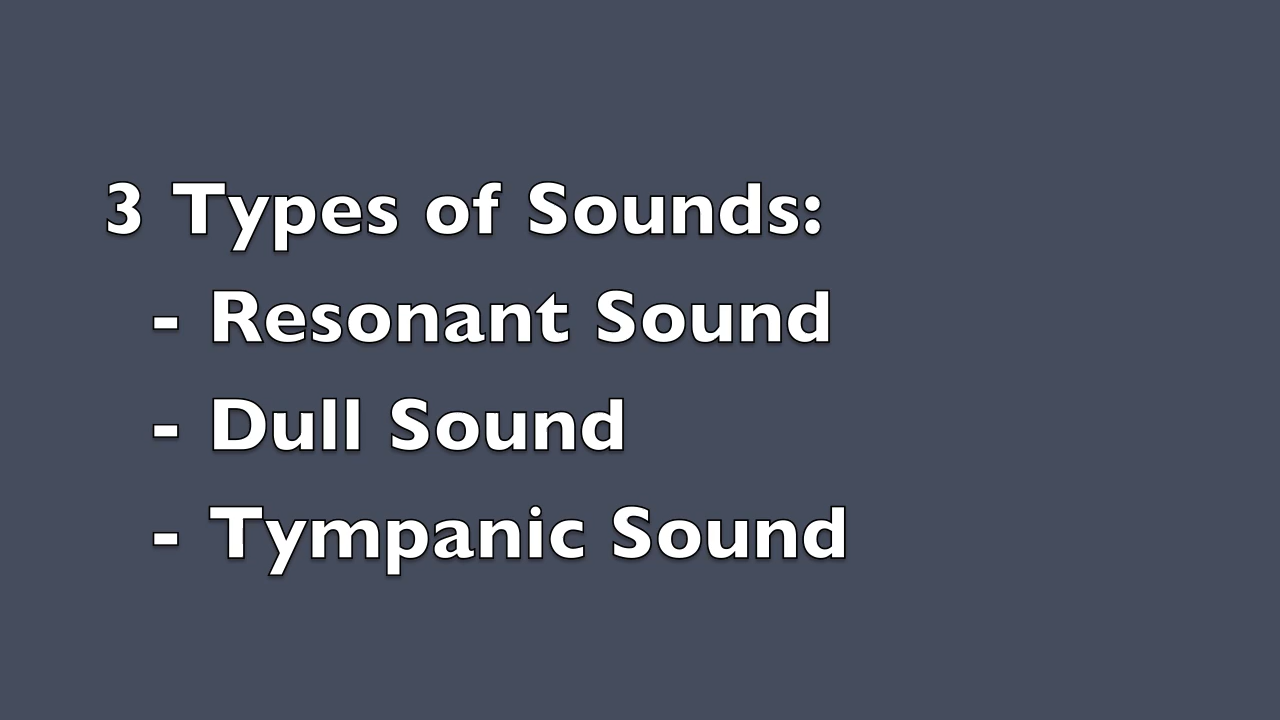 3 Types of Sounds:
- Resonant Sound
- Dull Sound
- Tympanic Sound